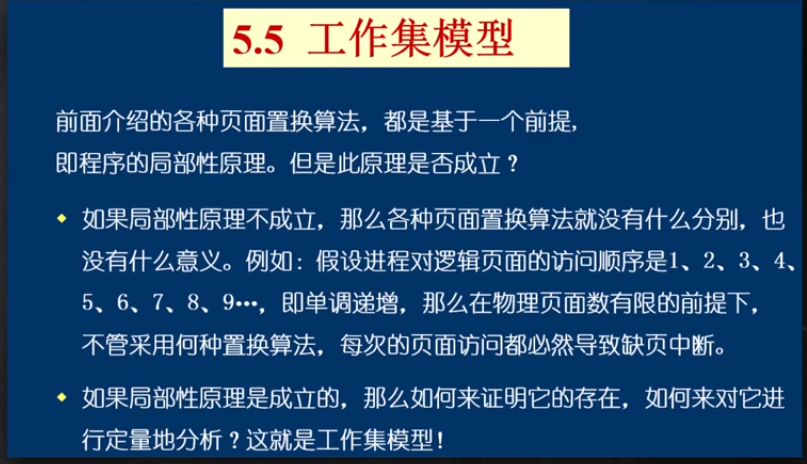 5.5 工作集模型
前面介绍的各种页面置换算法，都是基于一个前提，
即程序的局部性原理。但是此原理是否成立？
如果局部性原理不成立，那么各种页面置换算法就没有什么分别，也
没有什么意义。例如：假设进程对逻辑页面的访问顺序是1、2、3、4、
5、6、7、8、9…，即单调递增，那么在物理页面数有限的前提下，
不管采用何种置换算法，每次的页面访问都必然导致缺页中断。
如果局部性原理是成立的，那么如何来证明它的存在，如何来对它进
行定量地分析？这就是工作集模型！